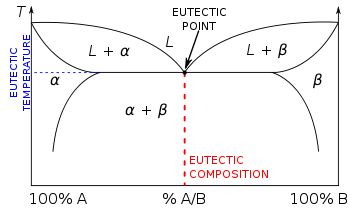 T
EUTECTIC
POINT
L
L + α
L + β
EUTECTIC
TEMPERATURE
α
β
α + β
EUTECTIC
COMPOSITION
100% A
% A/B
100% B